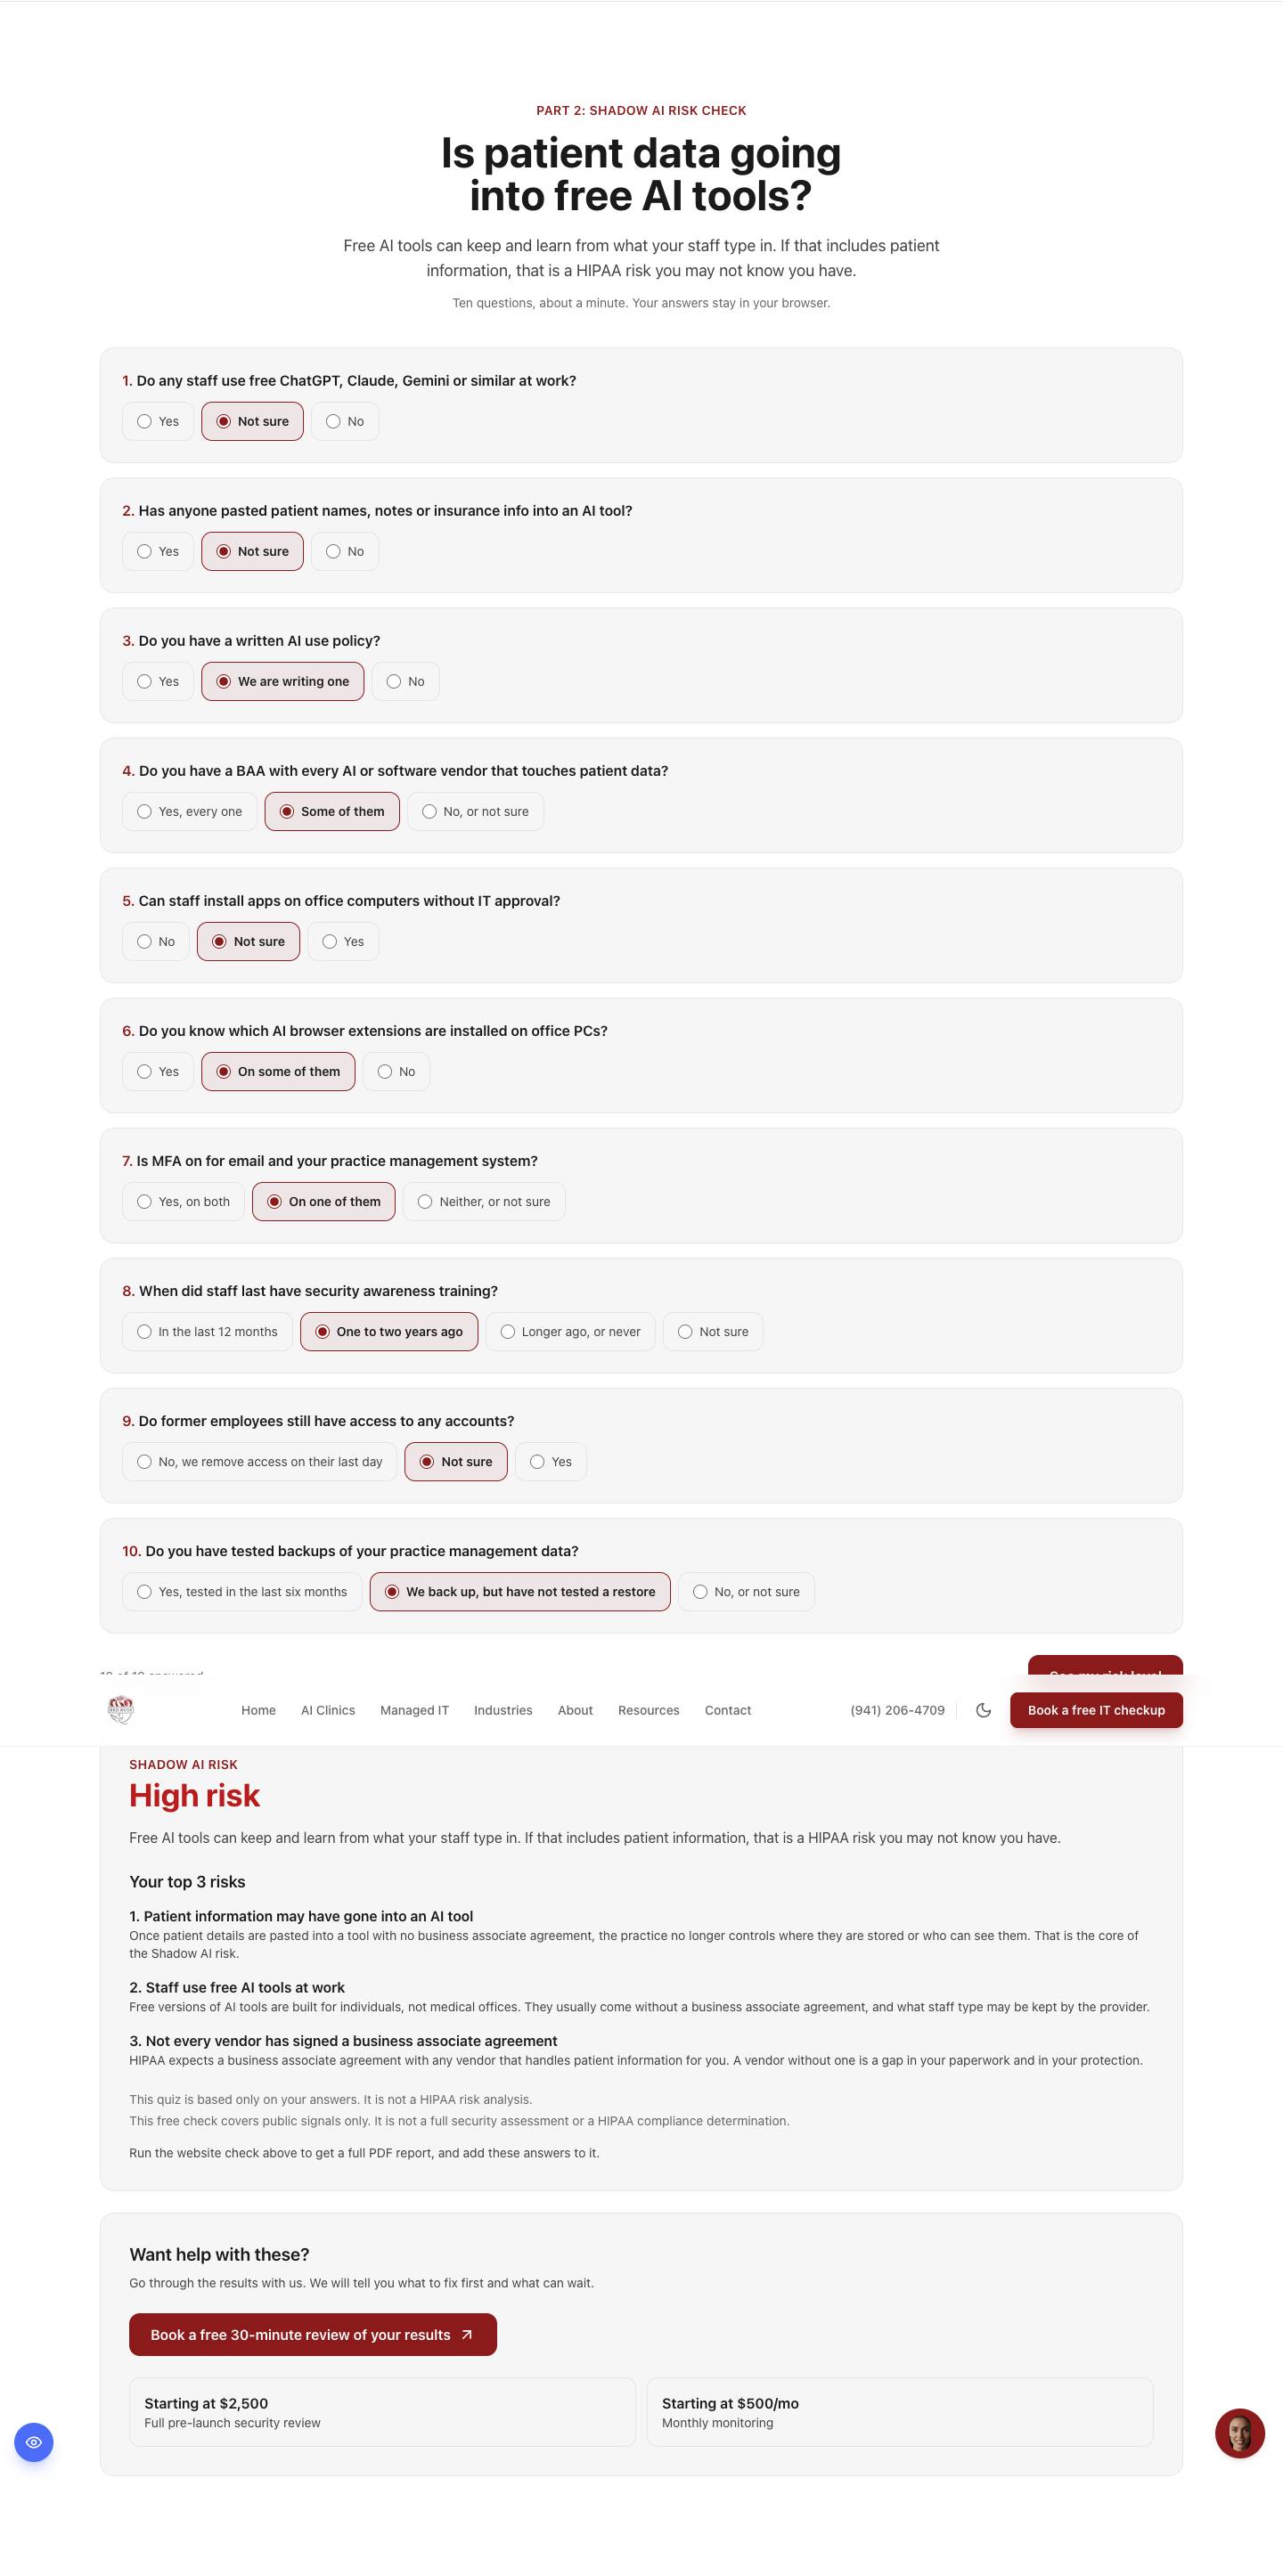 PART 2: SHADOW AI RISK CHECK
Is patient data going
into free AI tools?
Free AI tools can keep and learn from what your staff type in. If that includes patient
information, that is a HIPAA risk you may not know you have.
Ten questions, about a minute. Your answers stay in your browser.
1. Do any staff use free ChatGPT, Claude, Gemini or similar at work?
Yes Not sure No
2. Has anyone pasted patient names, notes or insurance info into an AI tool?
Yes Not sure No
3. Do you have a written AI use policy?
Yes We are writing one No
4. Do you have a BAA with every AI or software vendor that touches patient data?
Yes, every one Some of them No, or not sure
5. Can staff install apps on office computers without IT approval?
No Not sure Yes
6. Do you know which AI browser extensions are installed on office PCs?
Yes On some of them No
7. Is MFA on for email and your practice management system?
Yes, on both On one of them Neither, or not sure
8. When did staff last have security awareness training?
In the last 12 months One to two years ago Longer ago, or never Not sure
9. Do former employees still have access to any accounts?
No, we remove access on their last day Not sure Yes
10. Do you have tested backups of your practice management data?
Yes, tested in the last six months We back up, but have not tested a restore No, or not sure
Home AI Clinics Managed IT Industries About Resources Contact (941) 206-4709 Book a free IT checkup
SHADOW AI RISK
High risk
Free AI tools can keep and learn from what your staff type in. If that includes patient information, that is a HIPAA risk you may not know you have.
Your top 3 risks
1. Patient information may have gone into an AI tool
Once patient details are pasted into a tool with no business associate agreement, the practice no longer controls where they are stored or who can see them. That is the core of
the Shadow AI risk.
2. Staff use free AI tools at work
Free versions of AI tools are built for individuals, not medical offices. They usually come without a business associate agreement, and what staff type may be kept by the provider.
3. Not every vendor has signed a business associate agreement
HIPAA expects a business associate agreement with any vendor that handles patient information for you. A vendor without one is a gap in your paperwork and in your protection.
This quiz is based only on your answers. It is not a HIPAA risk analysis.
This free check covers public signals only. It is not a full security assessment or a HIPAA compliance determination.
Run the website check above to get a full PDF report, and add these answers to it.
Want help with these?
Go through the results with us. We will tell you what to fix first and what can wait.
Book a free 30-minute review of your results
Starting at $2,500 Starting at $500/mo
Full pre-launch security review Monthly monitoring